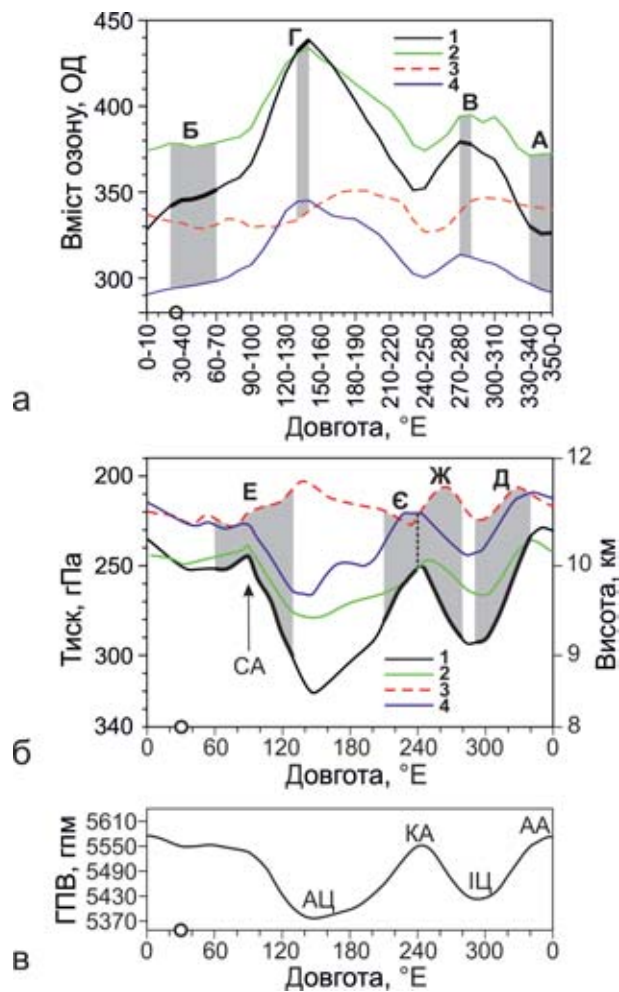 а
Вміст озону, ОД
450
400
350
300
Б
Г
В
А
1
2
3
4
0-10
30-40
60-70
90-100
120-130
150-160
180-190
210-220
240-250
270-280
300-310
330-340
350-0
Довгота, °E
б
Тиск, гПа
200
250
300
340
Е
Є
Ж
Д
СА
1
2
3
4
12
10
9
8
Висота, км
0
60
120
180
240
300
0
Довгота, °E
в
ГПВ, гпм
5610
5550
5490
5430
5370
АЦ
КА
ІЦ
АА
0
60
120
180
240
300
0
Довгота, °E